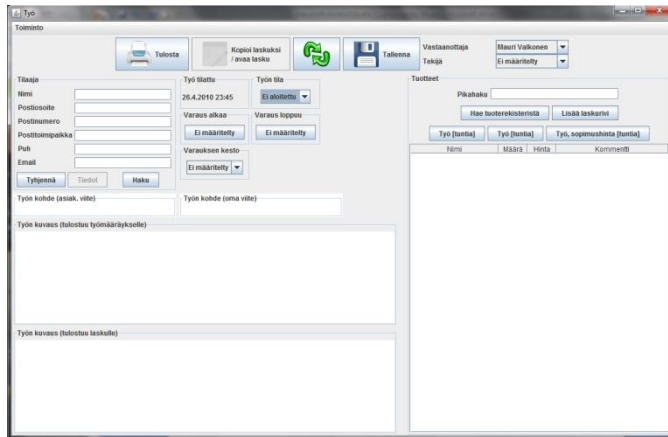 Työ
Toiminto
Tulosta
Kopioi laskuksi
/ avaa lasku
Tallenna
Vastaanottaja
Mauri Valkonen
Tekijä
Ei määritelty
Tilaaja
Nimi
Postiosoite
Postinumero
Postitoimipaikka
Puh
Email
Tyhjennä
Tiedot
Haku
Työ tilattu
26.4.2010 23:45
Työn tila
Ei aloitettu
Varaus alkaa
Ei määritelty
Varaus loppuu
Ei määritelty
Varauksen kesto
Ei määritelty
Työn kohde (asiak. viite)
Työn kohde (oma viite)
Työn kuvaus (tulostuu työmääräykselle)
Työn kuvaus (tulostuu laskulle)
Tuotteet
Pikahaku
Hae tuoterekisteristä
Lisää laskurivi
Työ [tuntia]
Työ [tuntia]
Työ, sopimushinta [tuntia]
Nimi
Määrä
Hinta
Kommentti